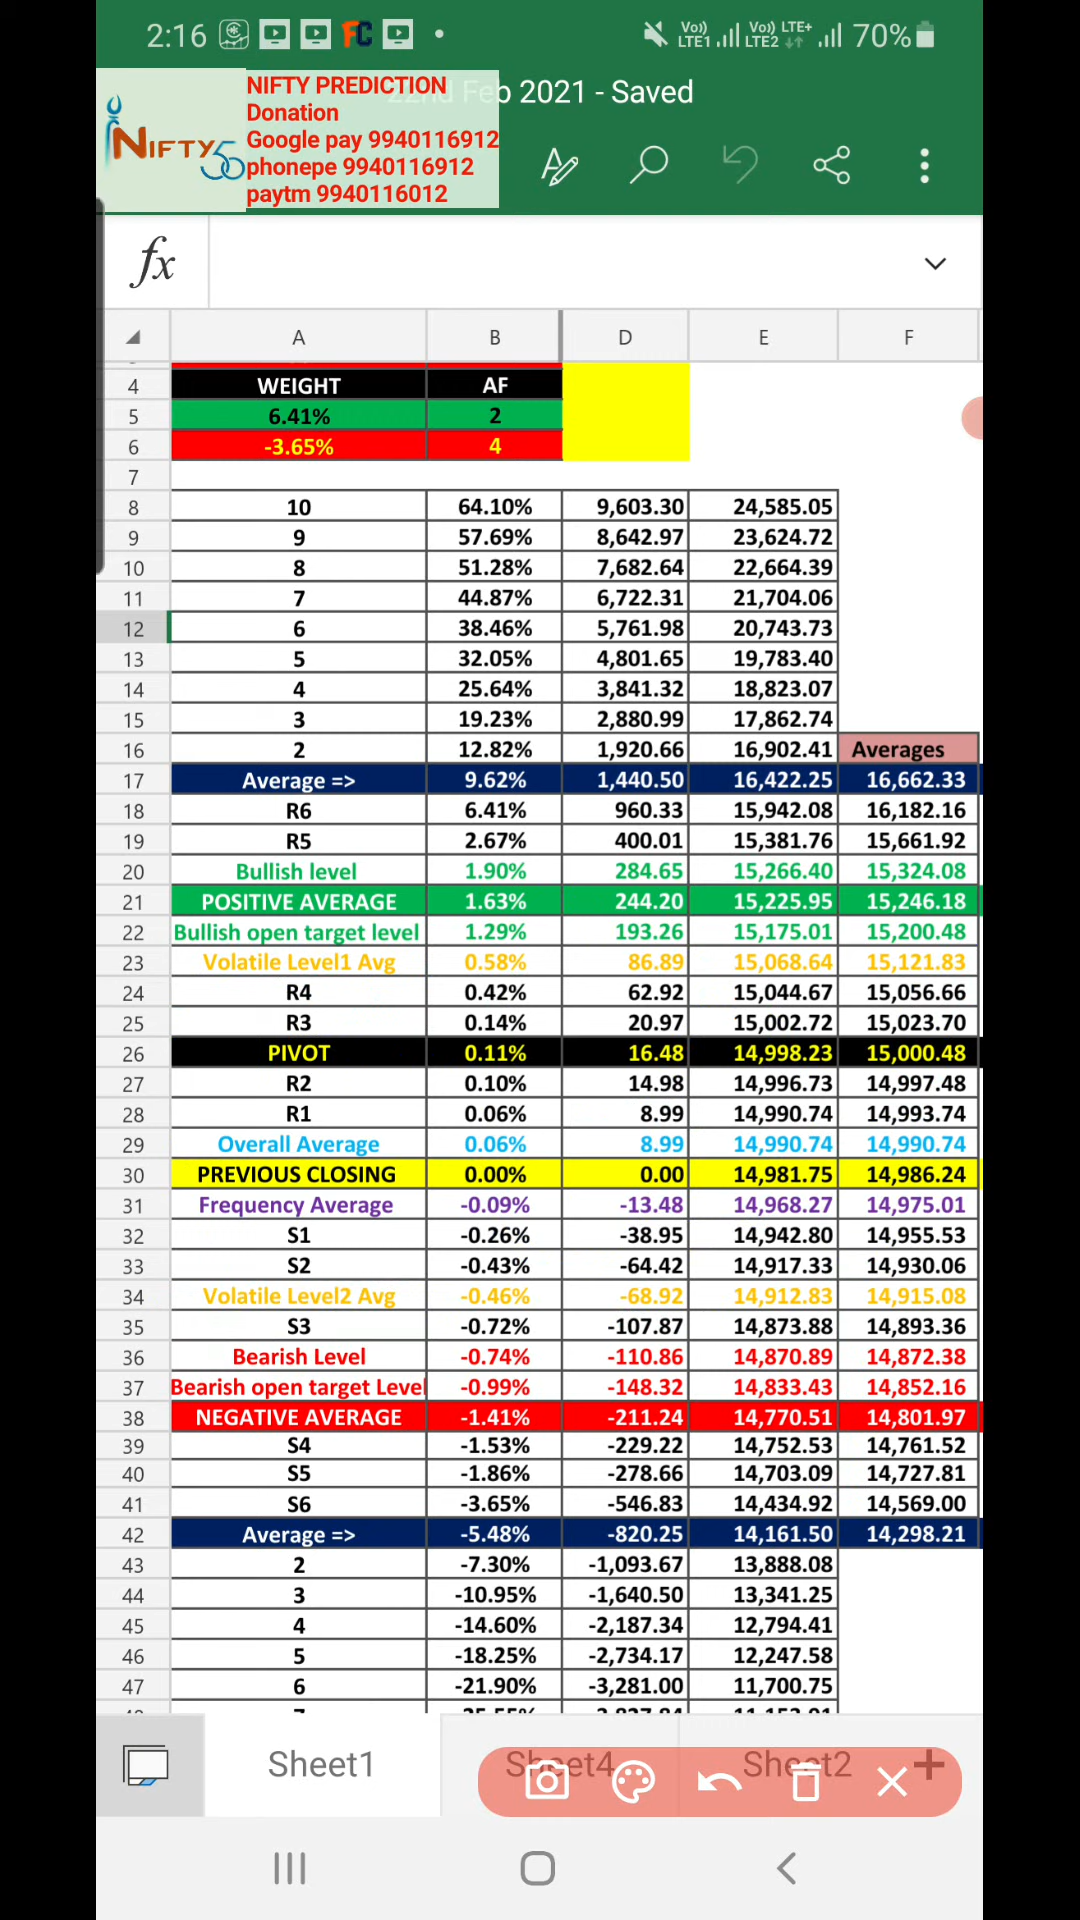 2:16 FC Vo)) LTE1 Vo)) LTE+ LTE2 70%
NIFTY PREDICTION
Donation
Google pay 9940116912
phonepe 9940116912
paytm 9940116012
NIFTY50
22nd Feb 2021 - Saved
fx
A B D E F
4 WEIGHT AF
5 6.41% 2
6 -3.65% 4
7
8 10 64.10% 9,603.30 24,585.05
9 9 57.69% 8,642.97 23,624.72
10 8 51.28% 7,682.64 22,664.39
11 7 44.87% 6,722.31 21,704.06
12 6 38.46% 5,761.98 20,743.73
13 5 32.05% 4,801.65 19,783.40
14 4 25.64% 3,841.32 18,823.07
15 3 19.23% 2,880.99 17,862.74
16 2 12.82% 1,920.66 16,902.41 Averages
17 Average => 9.62% 1,440.50 16,422.25 16,662.33
18 R6 6.41% 960.33 15,942.08 16,182.16
19 R5 2.67% 400.01 15,381.76 15,661.92
20 Bullish level 1.90% 284.65 15,266.40 15,324.08
21 POSITIVE AVERAGE 1.63% 244.20 15,225.95 15,246.18
22 Bullish open target level 1.29% 193.26 15,175.01 15,200.48
23 Volatile Level1 Avg 0.58% 86.89 15,068.64 15,121.83
24 R4 0.42% 62.92 15,044.67 15,056.66
25 R3 0.14% 20.97 15,002.72 15,023.70
26 PIVOT 0.11% 16.48 14,998.23 15,000.48
27 R2 0.10% 14.98 14,996.73 14,997.48
28 R1 0.06% 8.99 14,990.74 14,993.74
29 Overall Average 0.06% 8.99 14,990.74 14,990.74
30 PREVIOUS CLOSING 0.00% 0.00 14,981.75 14,986.24
31 Frequency Average -0.09% -13.48 14,968.27 14,975.01
32 S1 -0.26% -38.95 14,942.80 14,955.53
33 S2 -0.43% -64.42 14,917.33 14,930.06
34 Volatile Level2 Avg -0.46% -68.92 14,912.83 14,915.08
35 S3 -0.72% -107.87 14,873.88 14,893.36
36 Bearish Level -0.74% -110.86 14,870.89 14,872.38
37 Bearish open target Level -0.99% -148.32 14,833.43 14,852.16
38 NEGATIVE AVERAGE -1.41% -211.24 14,770.51 14,801.97
39 S4 -1.53% -229.22 14,752.53 14,761.52
40 S5 -1.86% -278.66 14,703.09 14,727.81
41 S6 -3.65% -546.83 14,434.92 14,569.00
42 Average => -5.48% -820.25 14,161.50 14,298.21
43 2 -7.30% -1,093.67 13,888.08
44 3 -10.95% -1,640.50 13,341.25
45 4 -14.60% -2,187.34 12,794.41
46 5 -18.25% -2,734.17 12,247.58
47 6 -21.90% -3,281.00 11,700.75
Sheet1 Sheet4 Sheet2 +